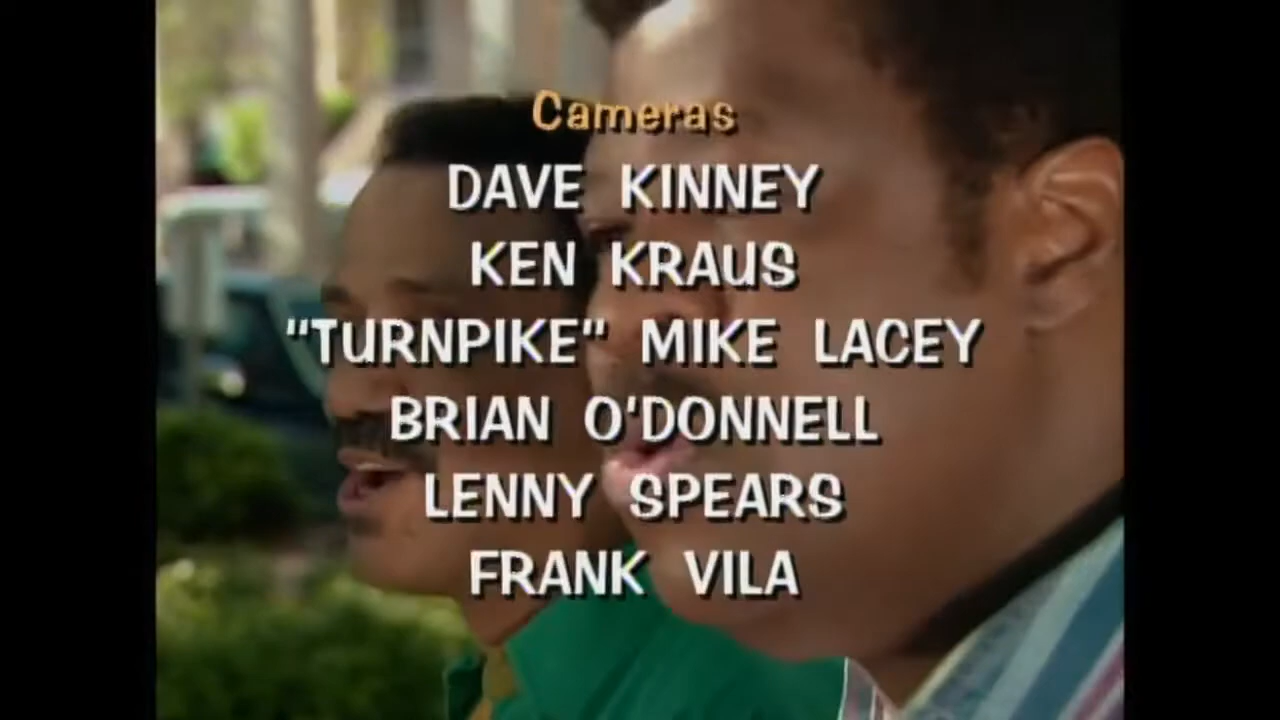 Cameras
DAVE KINNEY
KEN KRAUS
"TURNPIKE" MIKE LACEY
BRIAN O'DONNELL
LENNY SPEARS
FRANK VILA